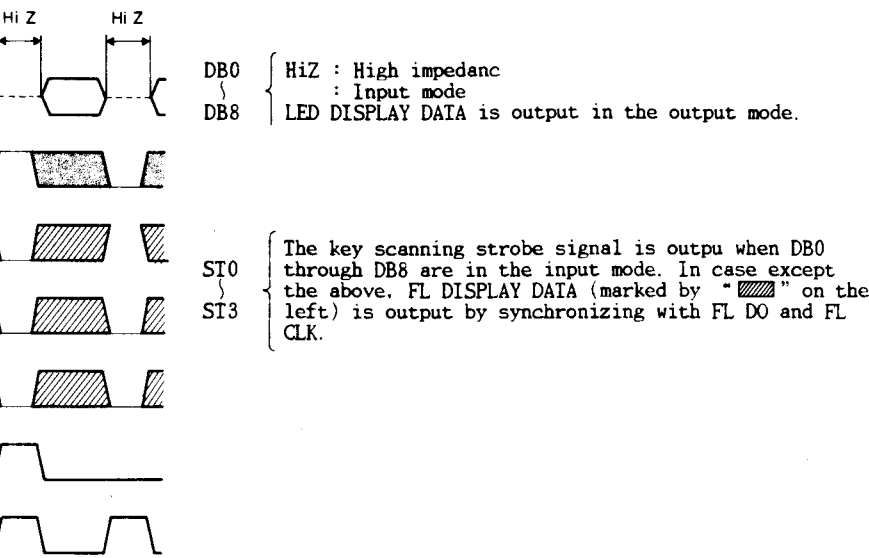 Hi Z Hi Z
DB0
DB8
HiZ : High impedanc
: Input mode
LED DISPLAY DATA is output in the output mode.
ST0
ST3
The key scanning strobe signal is outpu when DB0
through DB8 are in the input mode. In case except
the above. FL DISPLAY DATA (marked by “ ” on the
left) is output by synchronizing with FL DO and FL
CLK.